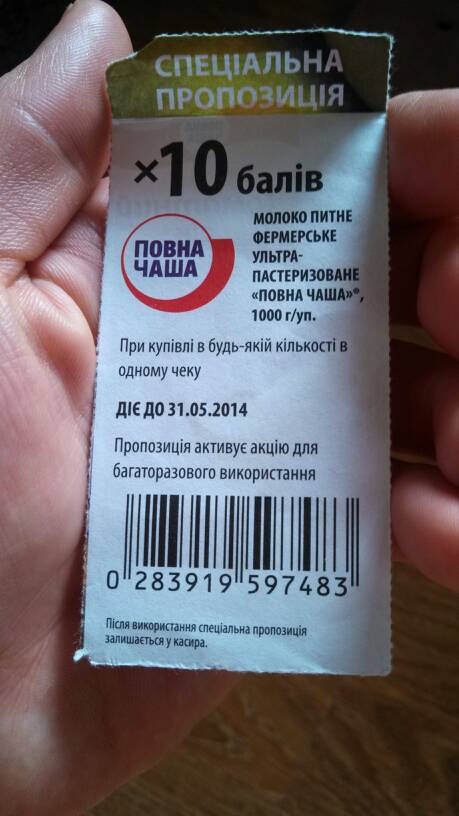 СПЕЦІАЛЬНА
ПРОПОЗИЦІЯ
×10 балів
ПОВНА
ЧАША
МОЛОКО ПИТНЕ
ФЕРМЕРСЬКЕ
УЛЬТРА-
ПАСТЕРИЗОВАНЕ
«ПОВНА ЧАША»®,
1000 г/уп.
При купівлі в будь-якій кількості в
одному чеку
ДІЄ ДО 31.05.2014
Пропозиція активує акцію для
багаторазового використання
0 283919 597483
Після використання спеціальна пропозиція
залишається у касира.